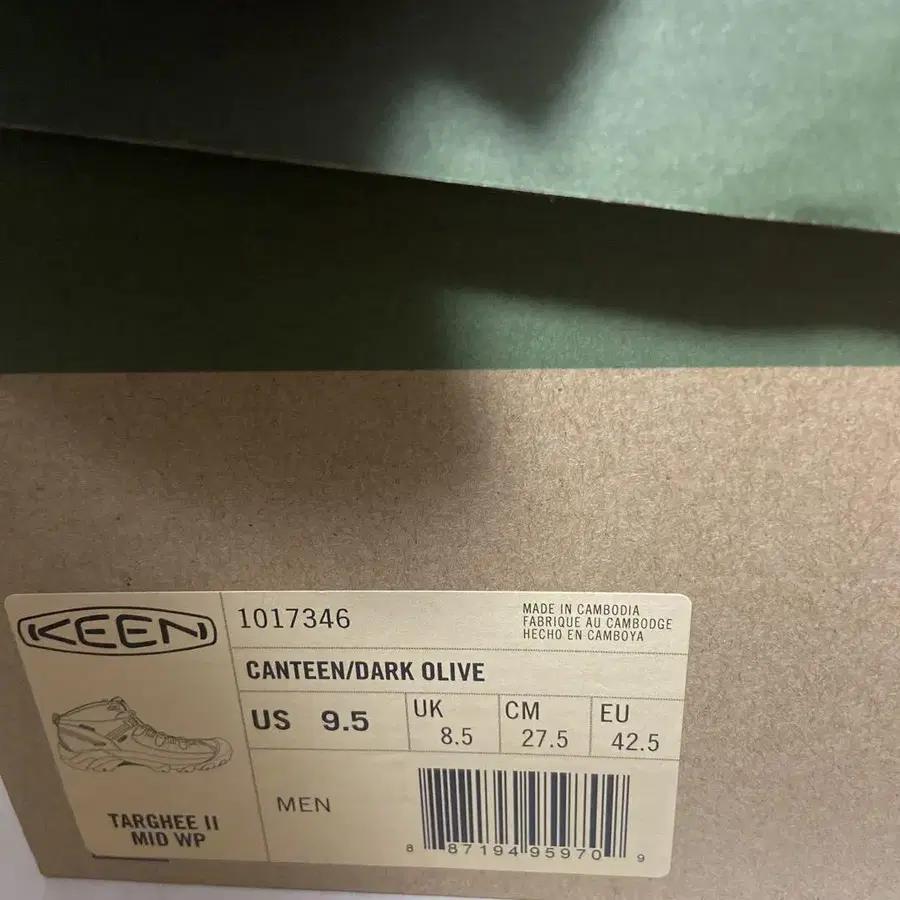 KEEN
1017346
MADE IN CAMBODIA
FABRIQUE AU CAMBODGE
HECHO EN CAMBOYA
CANTEEN/DARK OLIVE
US 9.5
UK 8.5
CM 27.5
EU 42.5
TARGHEE II
MID WP
MEN
8 87194 95970 9